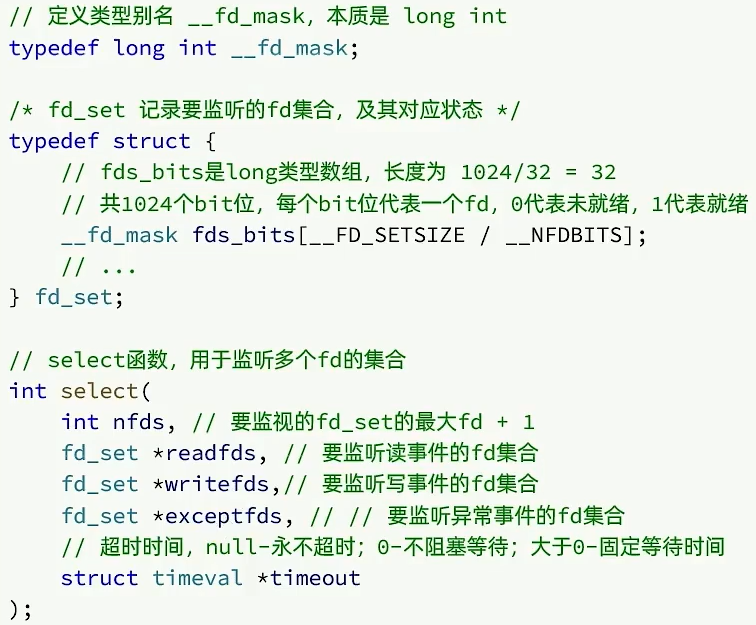 // 定义类型别名 __fd_mask，本质是 long int
typedef long int __fd_mask;

/* fd_set 记录要监听的fd集合，及其对应状态 */
typedef struct {
    // fds_bits是long类型数组，长度为 1024/32 = 32
    // 共1024个bit位，每个bit位代表一个fd，0代表未就绪，1代表就绪
    __fd_mask fds_bits[__FD_SETSIZE / __NFDBITS];
    // ...
} fd_set;

// select函数，用于监听多个fd的集合
int select(
    int nfds, // 要监视的fd_set的最大fd + 1
    fd_set *readfds, // 要监听读事件的fd集合
    fd_set *writefds,// 要监听写事件的fd集合
    fd_set *exceptfds, // // 要监听异常事件的fd集合
    // 超时时间，null-永不超时；0-不阻塞等待；大于0-固定等待时间
    struct timeval *timeout
);